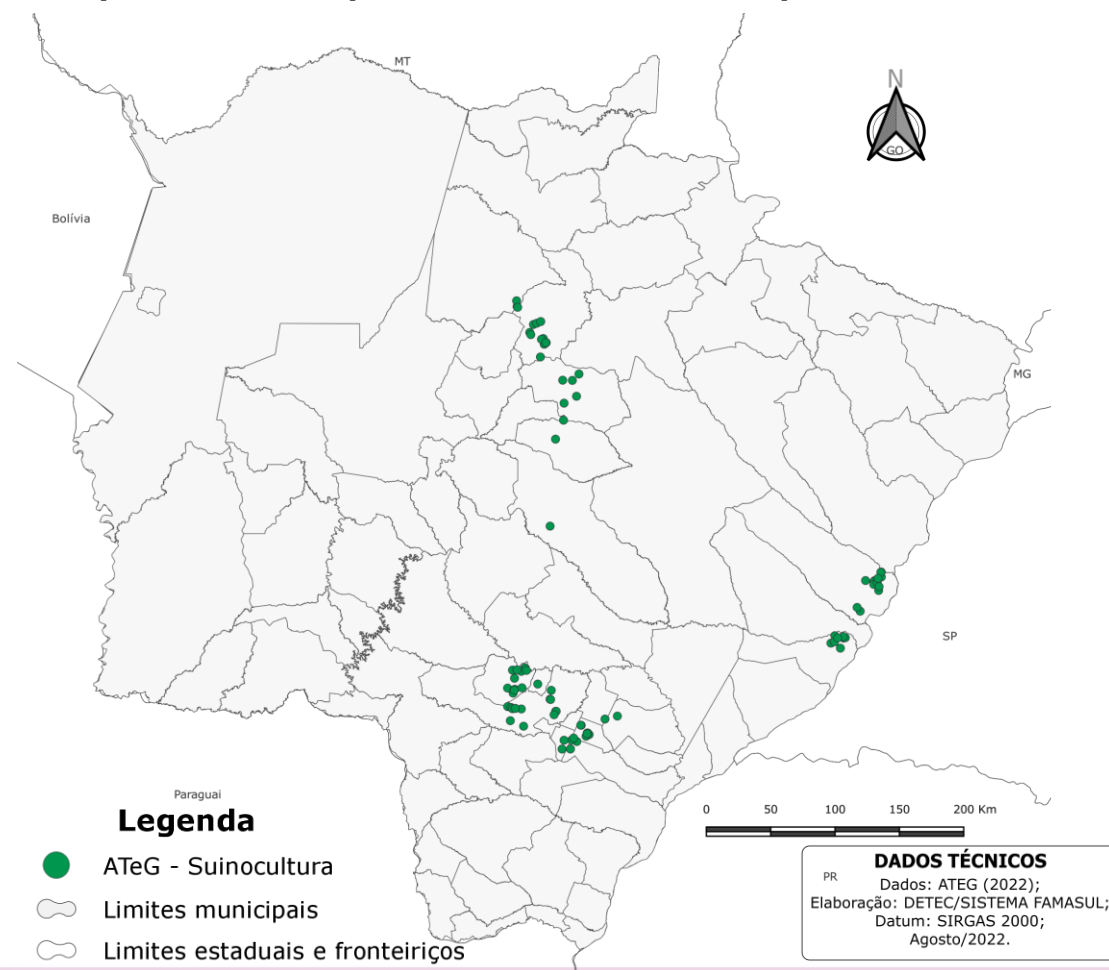 MT
N
GO
Bolívia
MG
SP
Paraguai
Legenda
ATeG - Suinocultura
Limites municipais
Limites estaduais e fronteiriços
0 50 100 150 200 Km
PR
DADOS TÉCNICOS
Dados: ATEG (2022);
Elaboração: DETEC/SISTEMA FAMASUL;
Datum: SIRGAS 2000;
Agosto/2022.